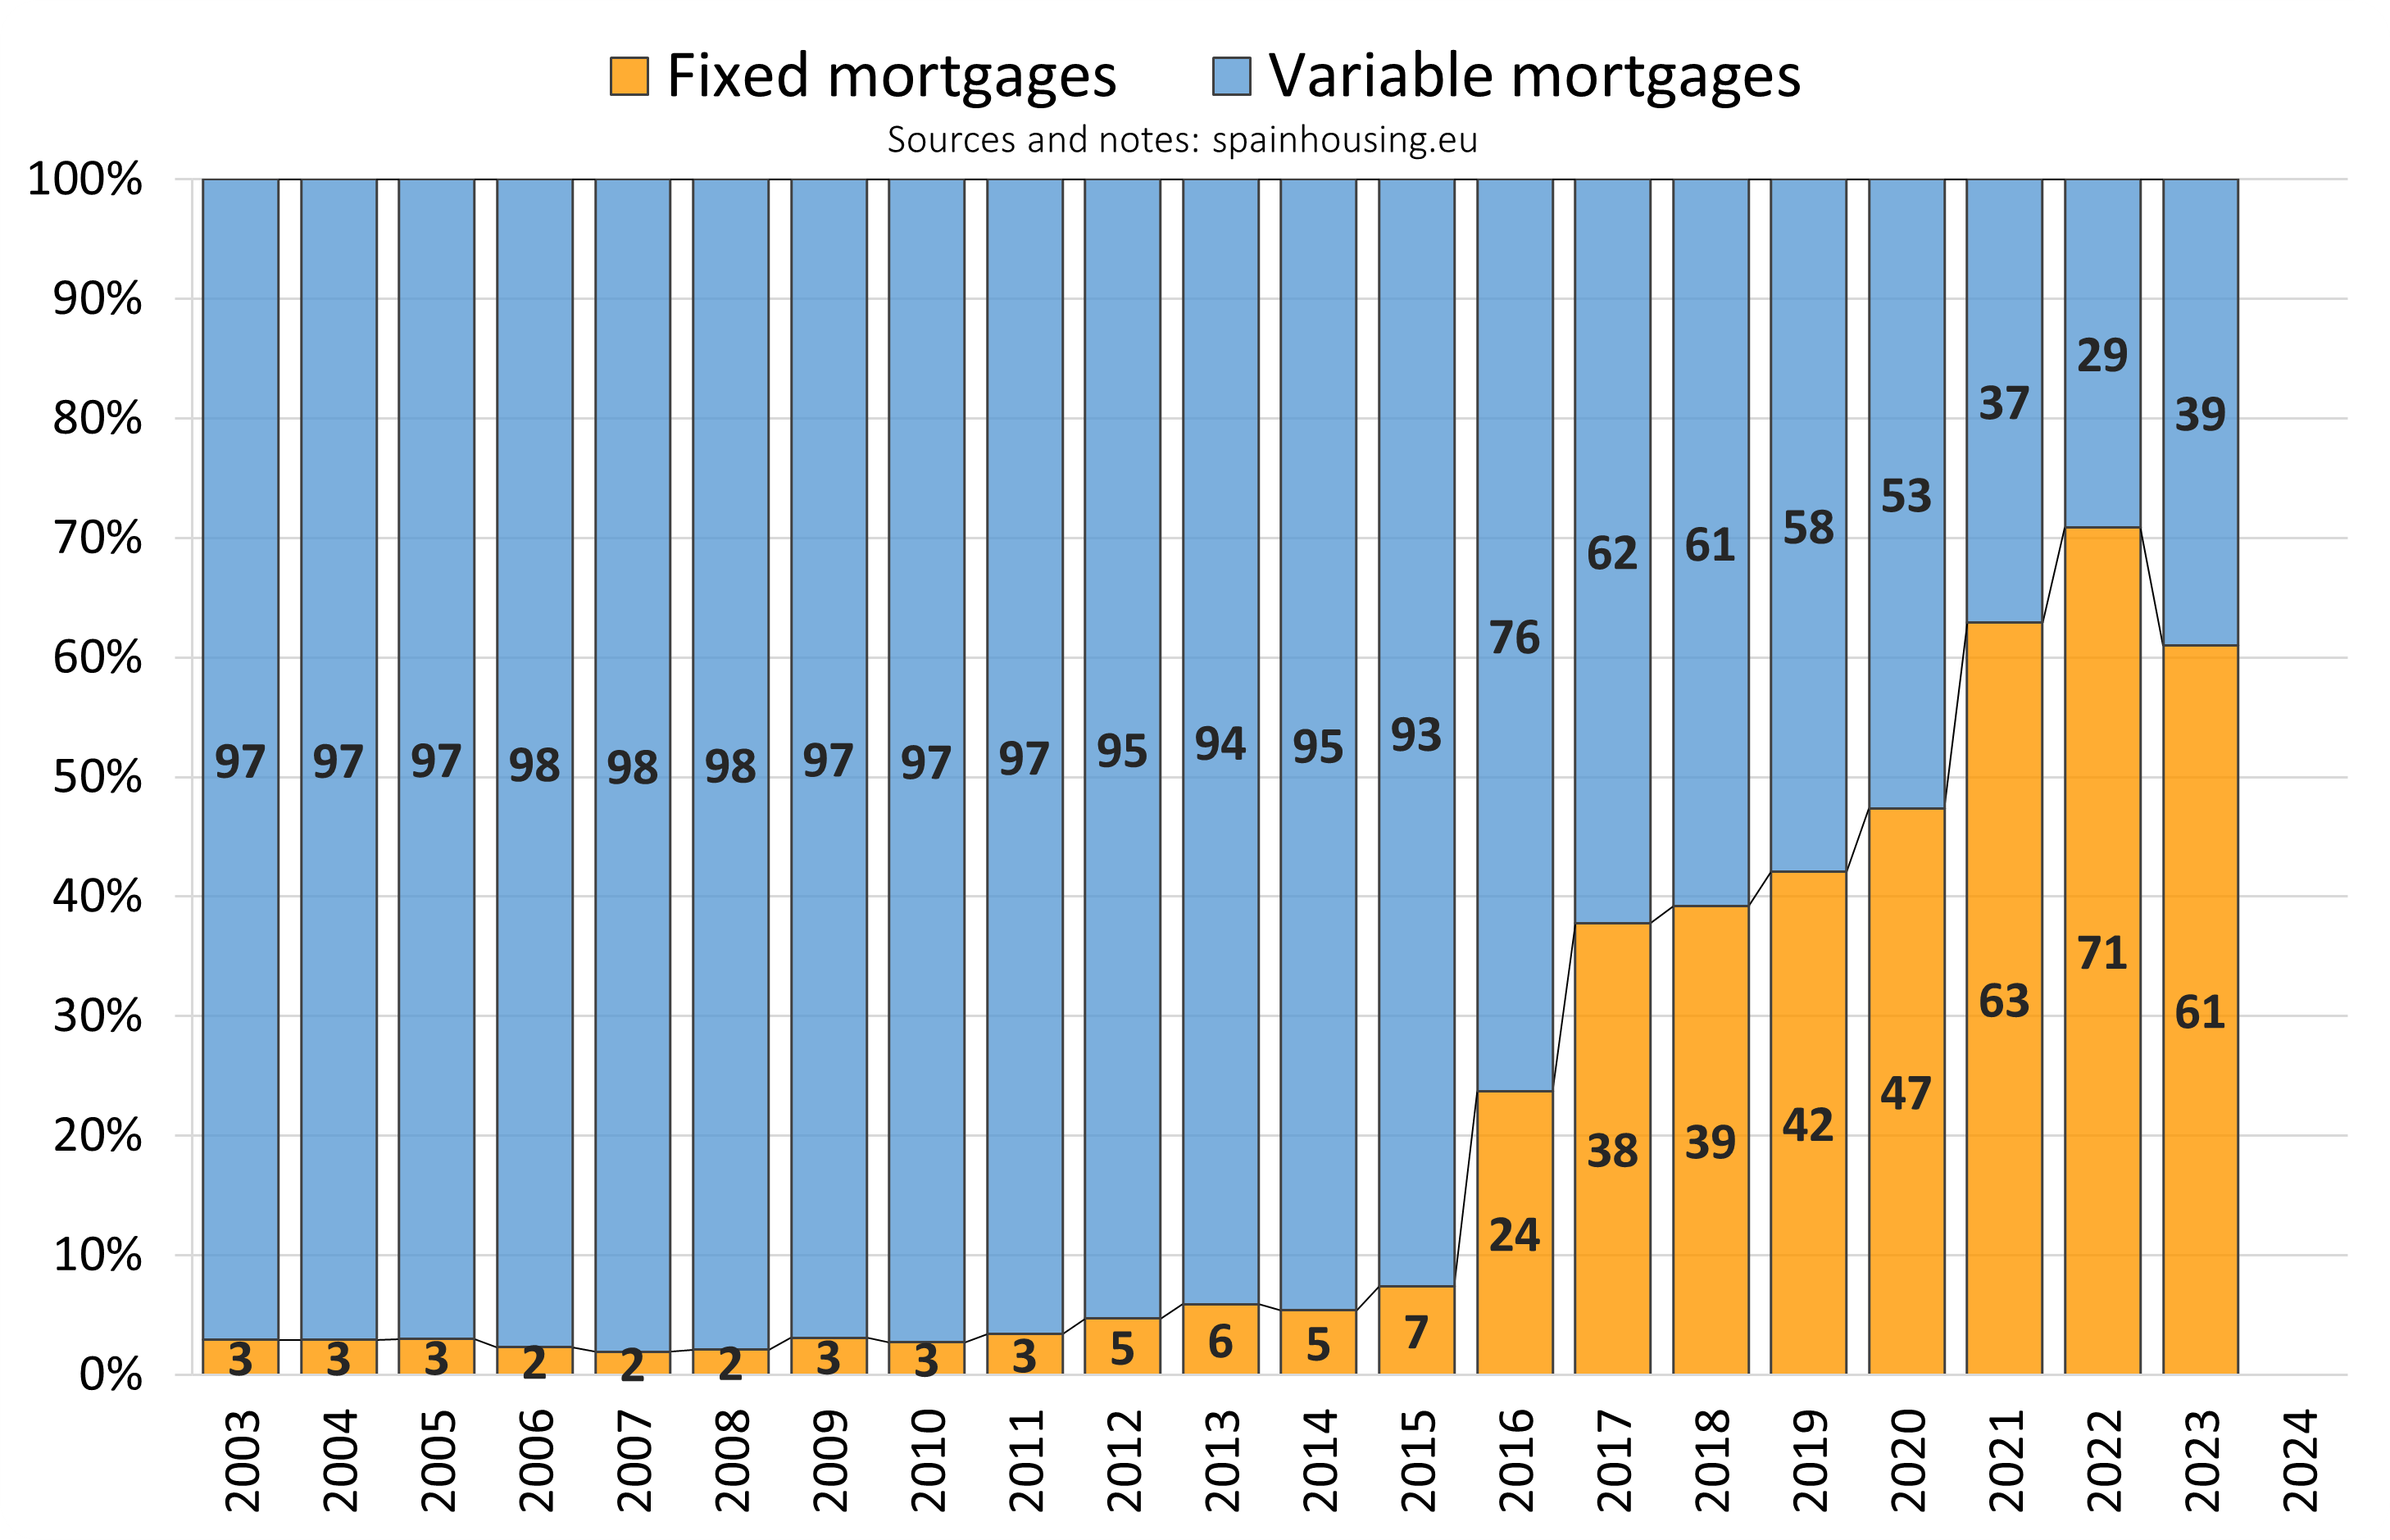 Fixed mortgages Variable mortgages
Sources and notes: spainhousing.eu
100%
90%
80%
70%
60%
50%
40%
30%
20%
10%
0%
97 97 97 98 98 98 97 97 97 95 94 95 93 76 62 61 58 53 37 29 39
3 3 3 2 2 2 3 3 3 5 6 5 7 24 38 39 42 47 63 71 61
2003 2004 2005 2006 2007 2008 2009 2010 2011 2012 2013 2014 2015 2016 2017 2018 2019 2020 2021 2022 2023 2024